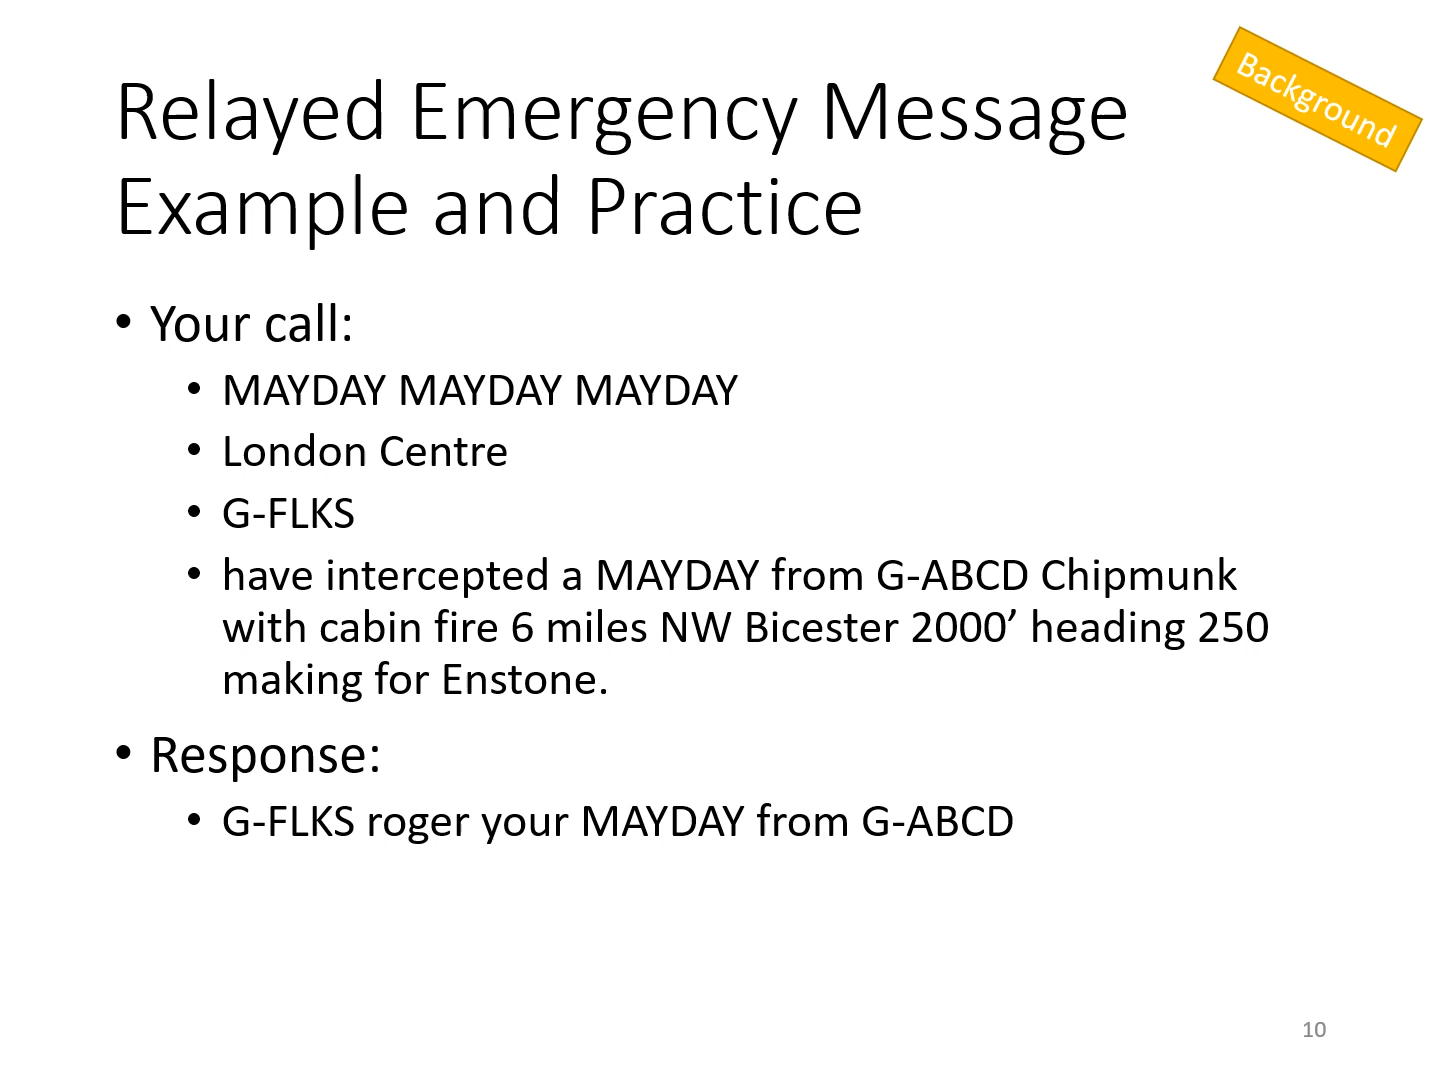 Background
Relayed Emergency Message
Example and Practice
• Your call:
• MAYDAY MAYDAY MAYDAY
• London Centre
• G-FLKS
• have intercepted a MAYDAY from G-ABCD Chipmunk
with cabin fire 6 miles NW Bicester 2000’ heading 250
making for Enstone.
• Response:
• G-FLKS roger your MAYDAY from G-ABCD
10